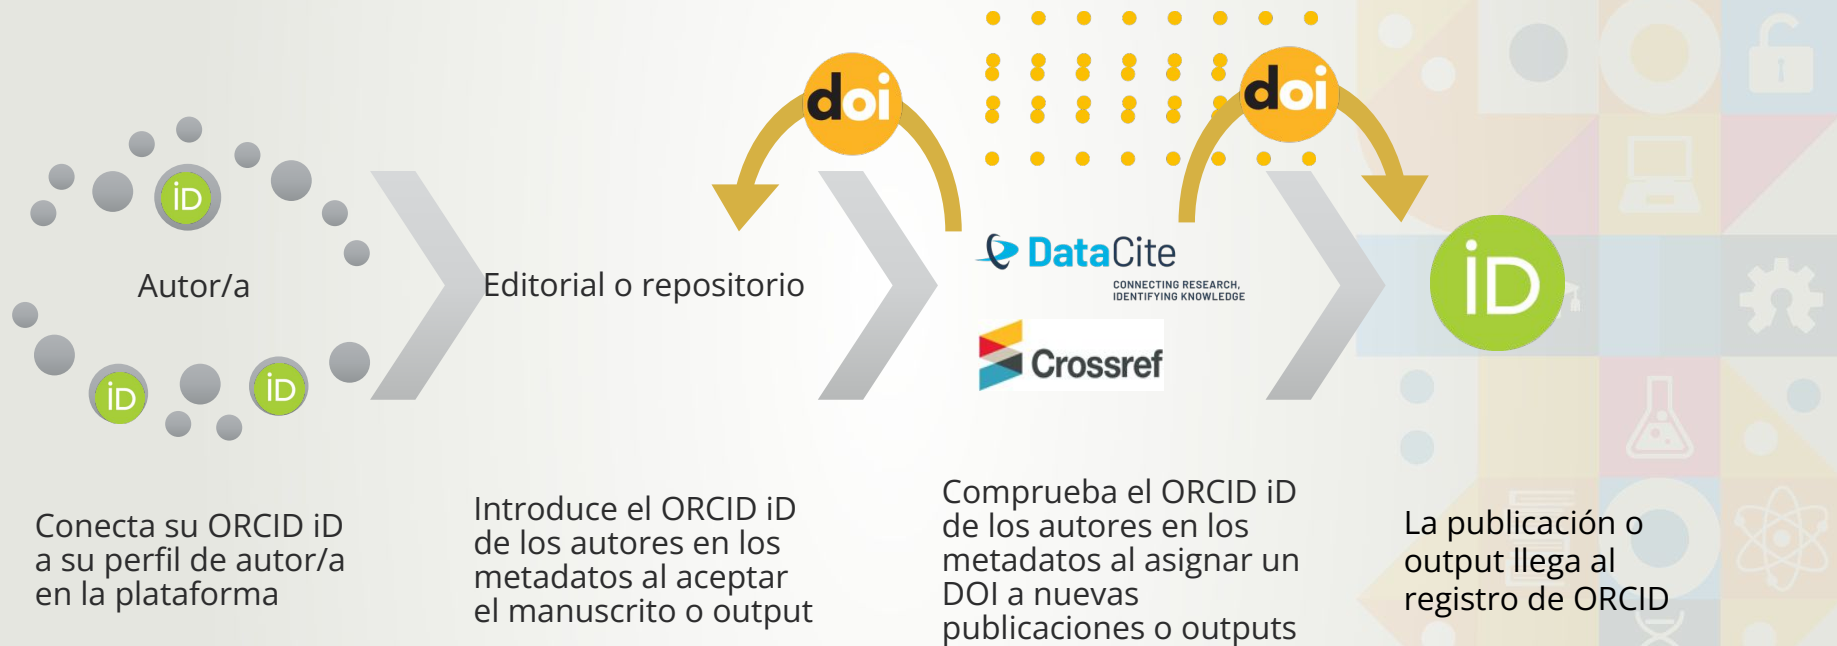 doi
doi
iD
Autor/a
iD
iD
Editorial o repositorio
DataCite
CONNECTING RESEARCH,
IDENTIFYING KNOWLEDGE
Crossref
iD
Conecta su ORCID iD
a su perfil de autor/a
en la plataforma
Introduce el ORCID iD
de los autores en los
metadatos al aceptar
el manuscrito o output
Comprueba el ORCID iD
de los autores en los
metadatos al asignar un
DOI a nuevas
publicaciones o outputs
La publicación o
output llega al
registro de ORCID